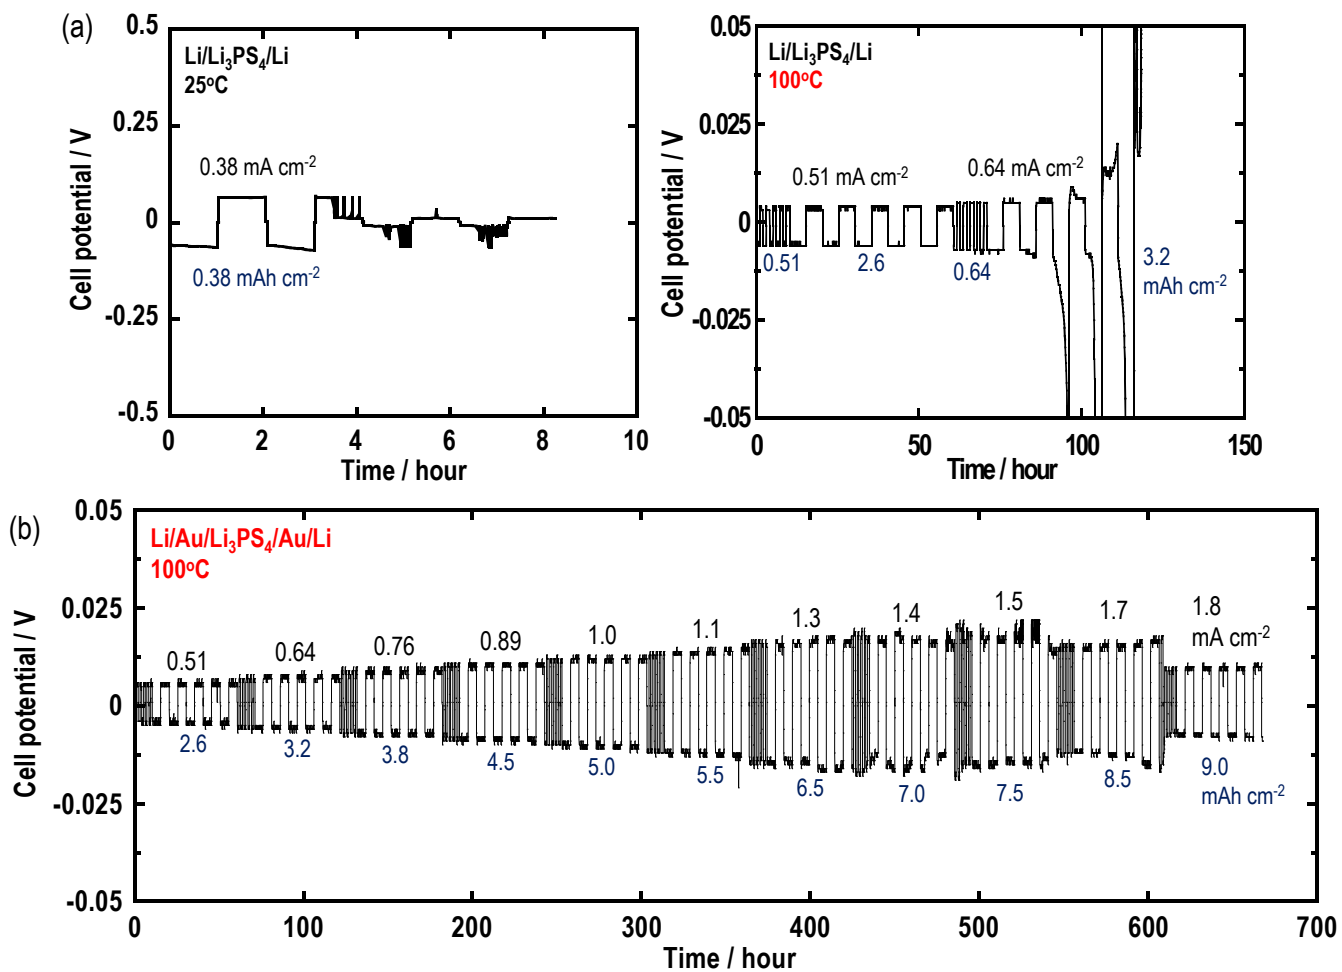 (a)
0.5
0.25
0
-0.25
-0.5
Cell potential / V
Li/Li₃PS₄/Li
25ºC
0.38 mA cm⁻²
0.38 mAh cm⁻²
0 2 4 6 8 10
Time / hour
0.05
0.025
0
-0.025
-0.05
Cell potential / V
Li/Li₃PS₄/Li
100ºC
0.51 mA cm⁻² 0.64 mA cm⁻²
0.51 2.6 0.64
3.2
mAh cm⁻²
0 50 100 150
Time / hour
(b)
0.05
0.025
0
-0.025
-0.05
Cell potential / V
Li/Au/Li₃PS₄/Au/Li
100ºC
0.51 0.64 0.76 0.89 1.0 1.1 1.3 1.4 1.5 1.7 1.8
mA cm⁻²
2.6 3.2 3.8 4.5 5.0 5.5 6.5 7.0 7.5 8.5 9.0
mAh cm⁻²
0 100 200 300 400 500 600 700
Time / hour